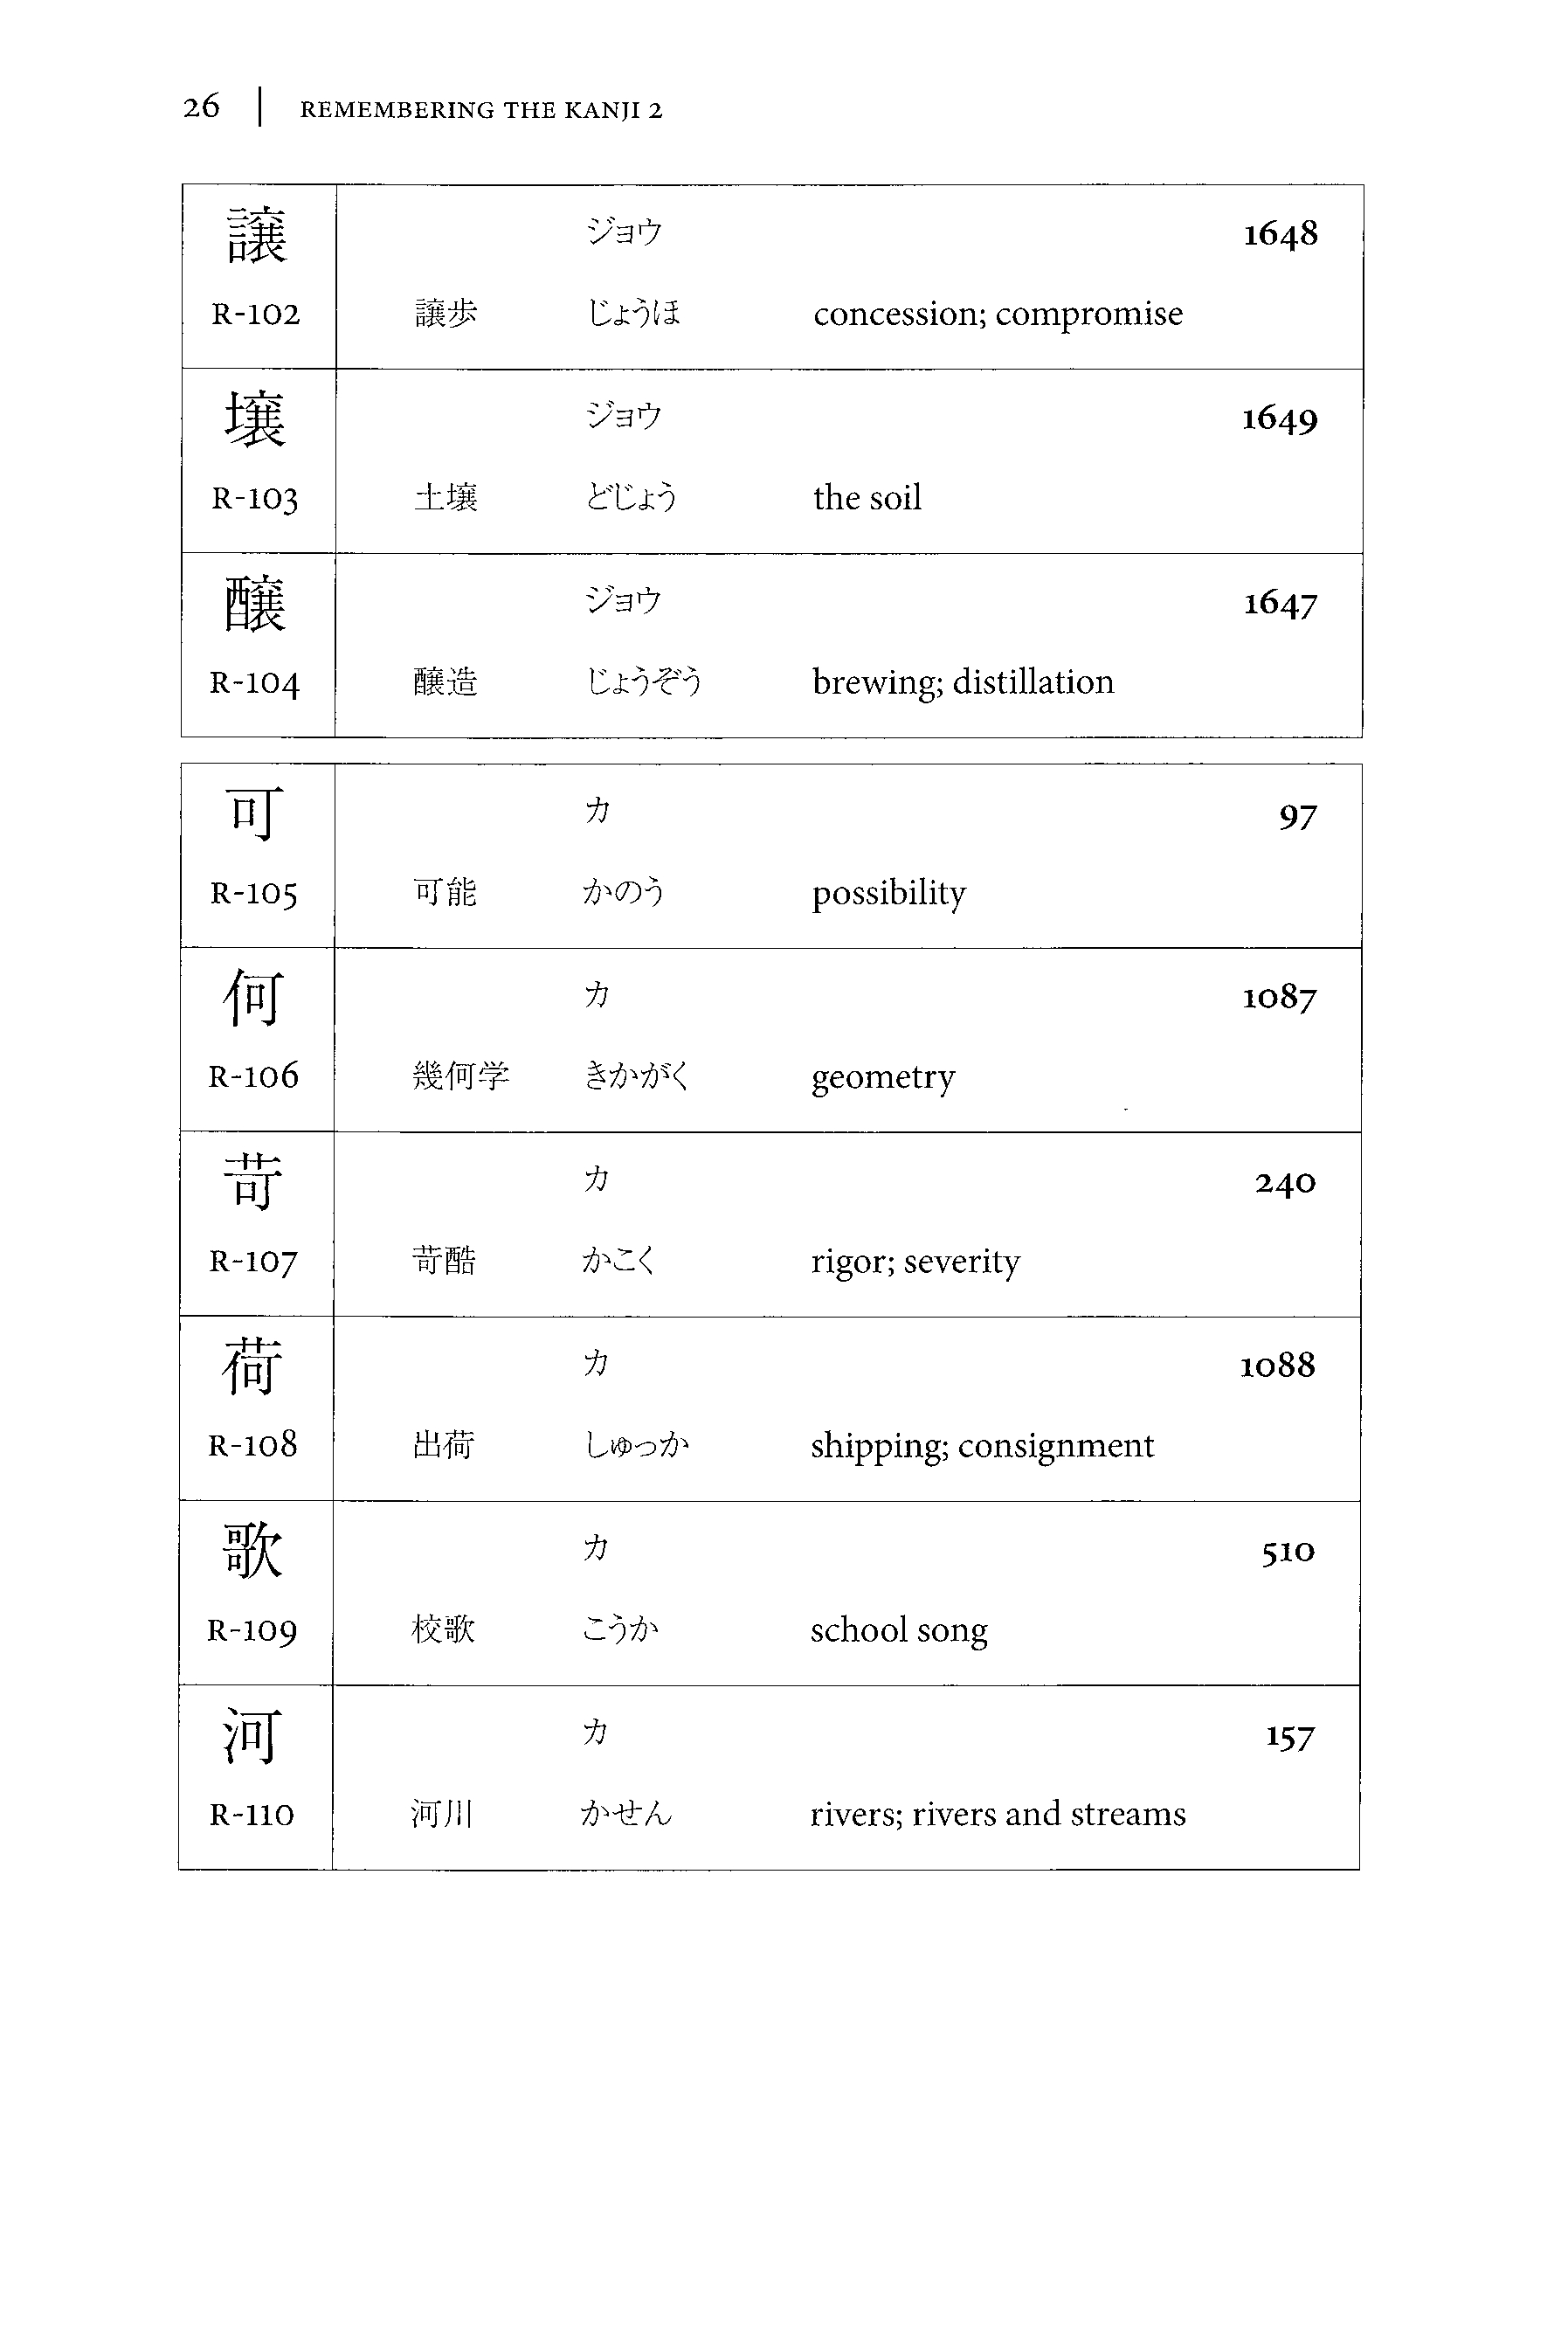 26 | REMEMBERING THE KANJI 2
譲 ジョウ 1648
R-102 譲歩 じょうほ concession; compromise
壌 ジョウ 1649
R-103 土壌 どじょう the soil
醸 ジョウ 1647
R-104 醸造 じょうぞう brewing; distillation
可 カ 97
R-105 可能 かのう possibility
何 カ 1087
R-106 幾何学 きかがく geometry
苛 カ 240
R-107 苛酷 かこく rigor; severity
荷 カ 1088
R-108 出荷 しゅっか shipping; consignment
歌 カ 510
R-109 校歌 こうか school song
河 カ 157
R-110 河川 かせん rivers; rivers and streams